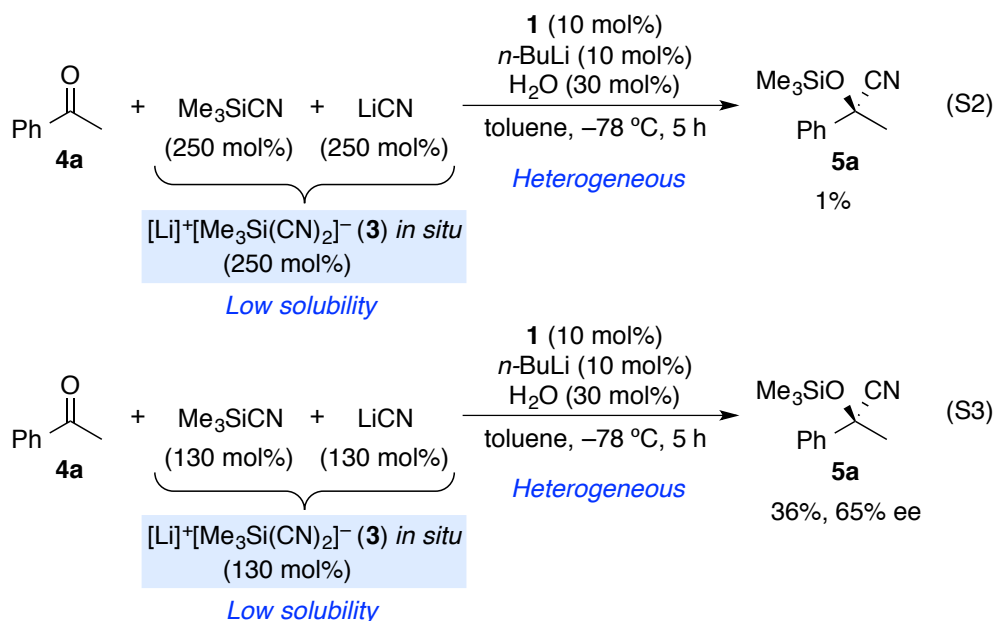 1 (10 mol%)
n-BuLi (10 mol%)
H₂O (30 mol%)
O
Ph
4a
+ Me₃SiCN + LiCN
(250 mol%) (250 mol%)
toluene, –78 ºC, 5 h
Heterogeneous
Me₃SiO CN
Ph
5a
1%
(S2)
[Li]⁺[Me₃Si(CN)₂]⁻ (3) in situ
(250 mol%)
Low solubility
1 (10 mol%)
n-BuLi (10 mol%)
H₂O (30 mol%)
O
Ph
4a
+ Me₃SiCN + LiCN
(130 mol%) (130 mol%)
toluene, –78 ºC, 5 h
Heterogeneous
Me₃SiO CN
Ph
5a
36%, 65% ee
(S3)
[Li]⁺[Me₃Si(CN)₂]⁻ (3) in situ
(130 mol%)
Low solubility